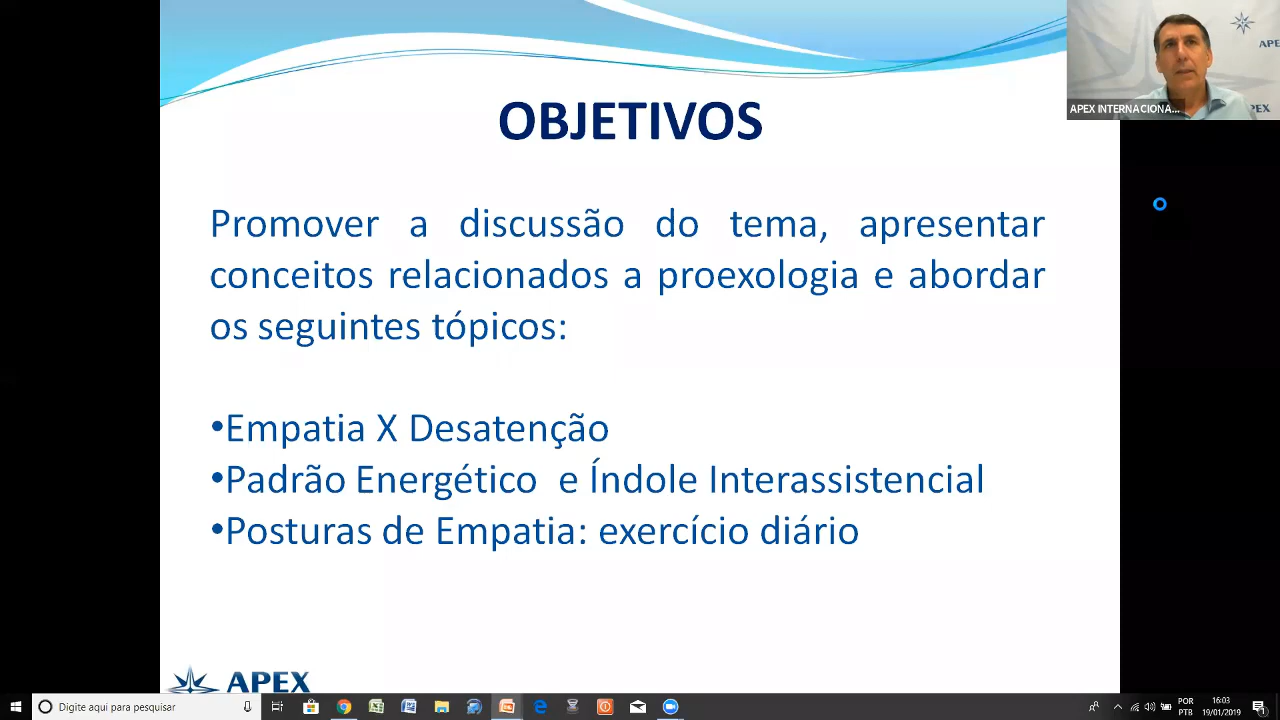 OBJETIVOS
Promover a discussão do tema, apresentar
conceitos relacionados a proexologia e abordar
os seguintes tópicos:
•Empatia X Desatenção
•Padrão Energético e Índole Interassistencial
•Posturas de Empatia: exercício diário
APEX
APE
PEX
APEX INTERNACIONA...
Digite aqui para pesquisar
POR
PTB
16:03
19/01/2019